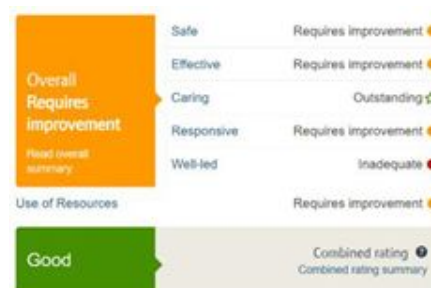 Overall
Requires
improvement
Read overall
summary
Safe Requires improvement
Effective Requires improvement
Caring Outstanding
Responsive Requires improvement
Well-led Inadequate
Use of Resources Requires improvement
Good
Combined rating ?
Combined rating summary